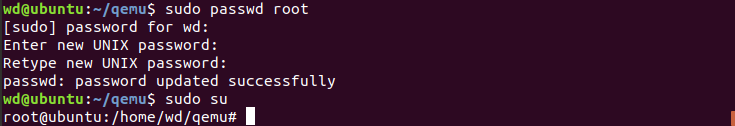 wd@ubuntu:~/qemu$ sudo passwd root
[sudo] password for wd:
Enter new UNIX password:
Retype new UNIX password:
passwd: password updated successfully
wd@ubuntu:~/qemu$ sudo su
root@ubuntu:/home/wd/qemu#